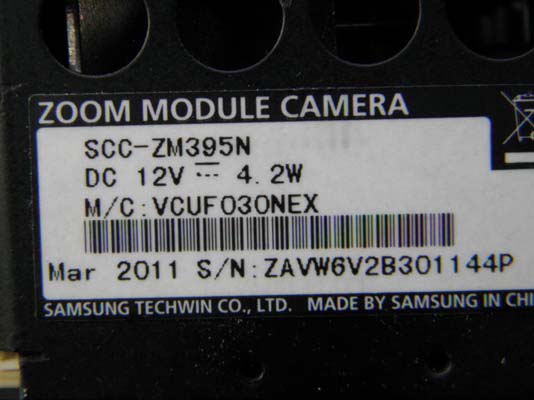 ZOOM MODULE CAMERA
SCC-ZM395N
DC 12V ⎓ 4.2W
M/C:VCUF030NEX
Mar 2011 S/N:ZAVW6V2B301144P
SAMSUNG TECHWIN CO., LTD. MADE BY SAMSUNG IN CHI